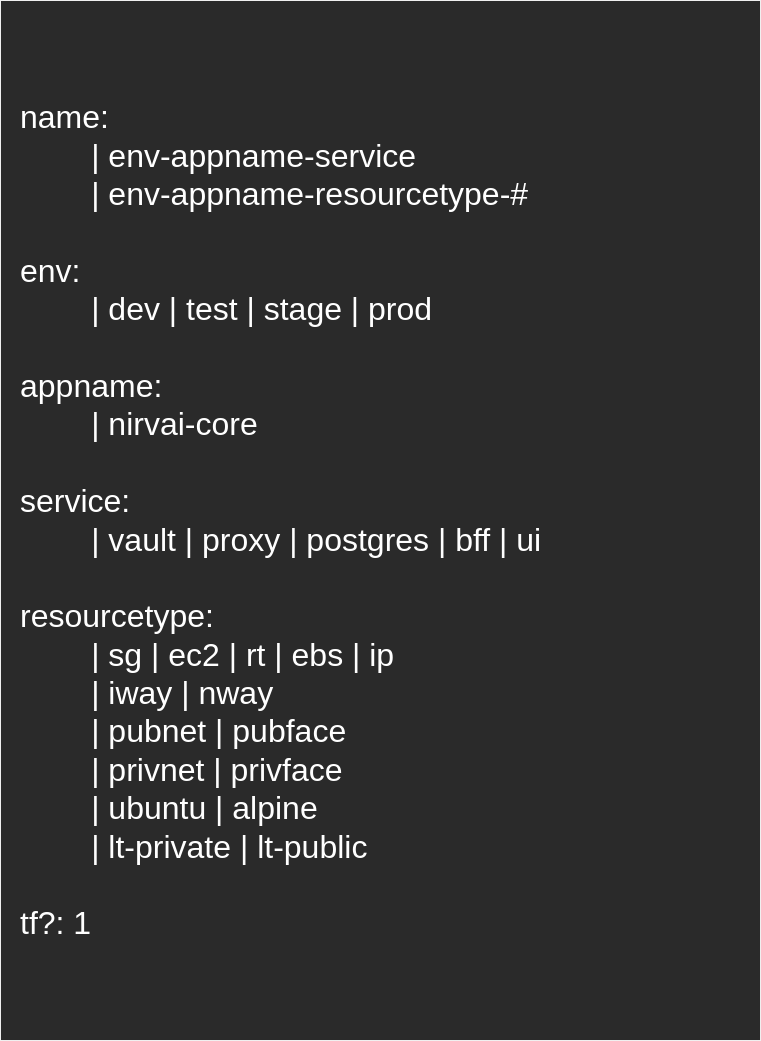 name:
| env-appname-service
| env-appname-resourcetype-#
env:
| dev | test | stage | prod
appname:
| nirvai-core
service:
| vault | proxy | postgres | bff | ui
resourcetype:
| sg | ec2 | rt | ebs | ip
| iway | nway
| pubnet | pubface
| privnet | privface
| ubuntu | alpine
| lt-private | lt-public
tf?: 1